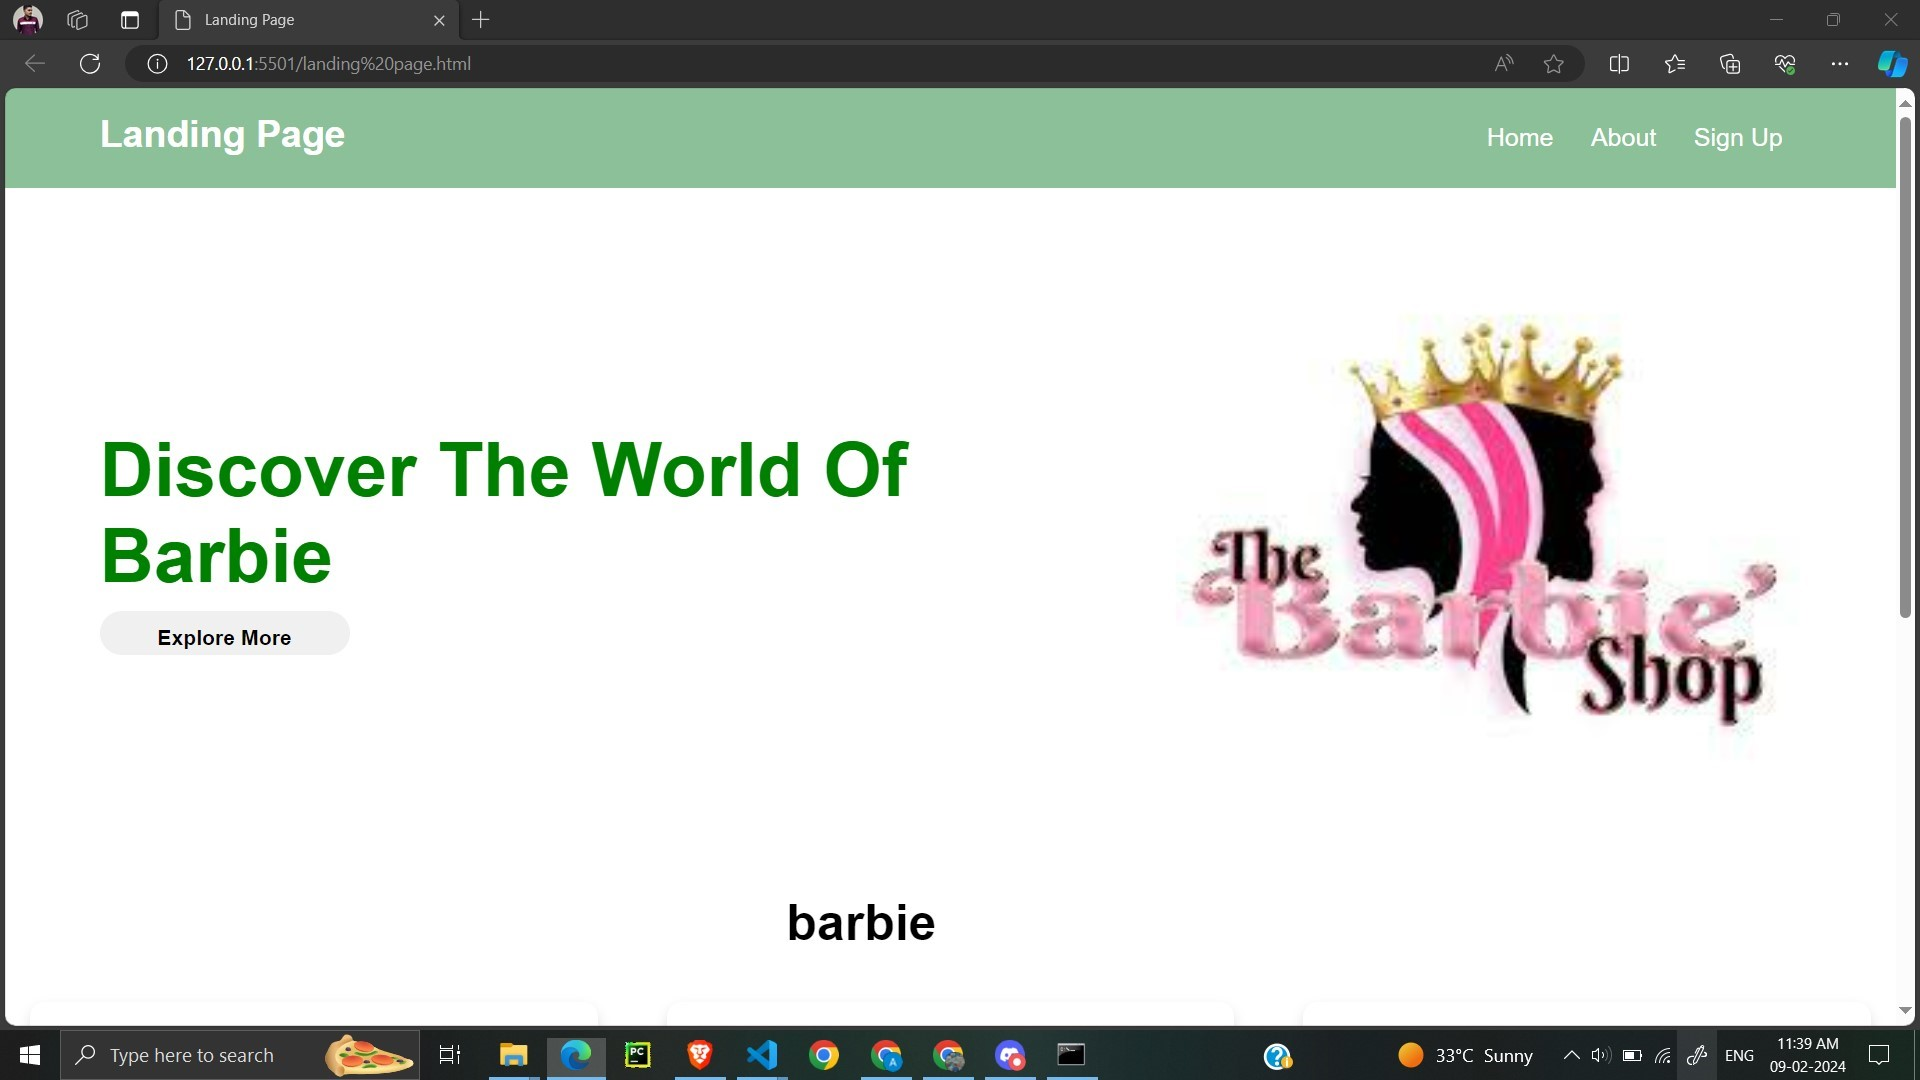 Landing Page
127.0.0.1:5501/landing%20page.html
Landing Page
Home About Sign Up
Discover The World Of
Barbie
Explore More
The
'Barbie'
Shop
barbie
Type here to search
PC
A
33°C Sunny
ENG
11:39 AM
09-02-2024